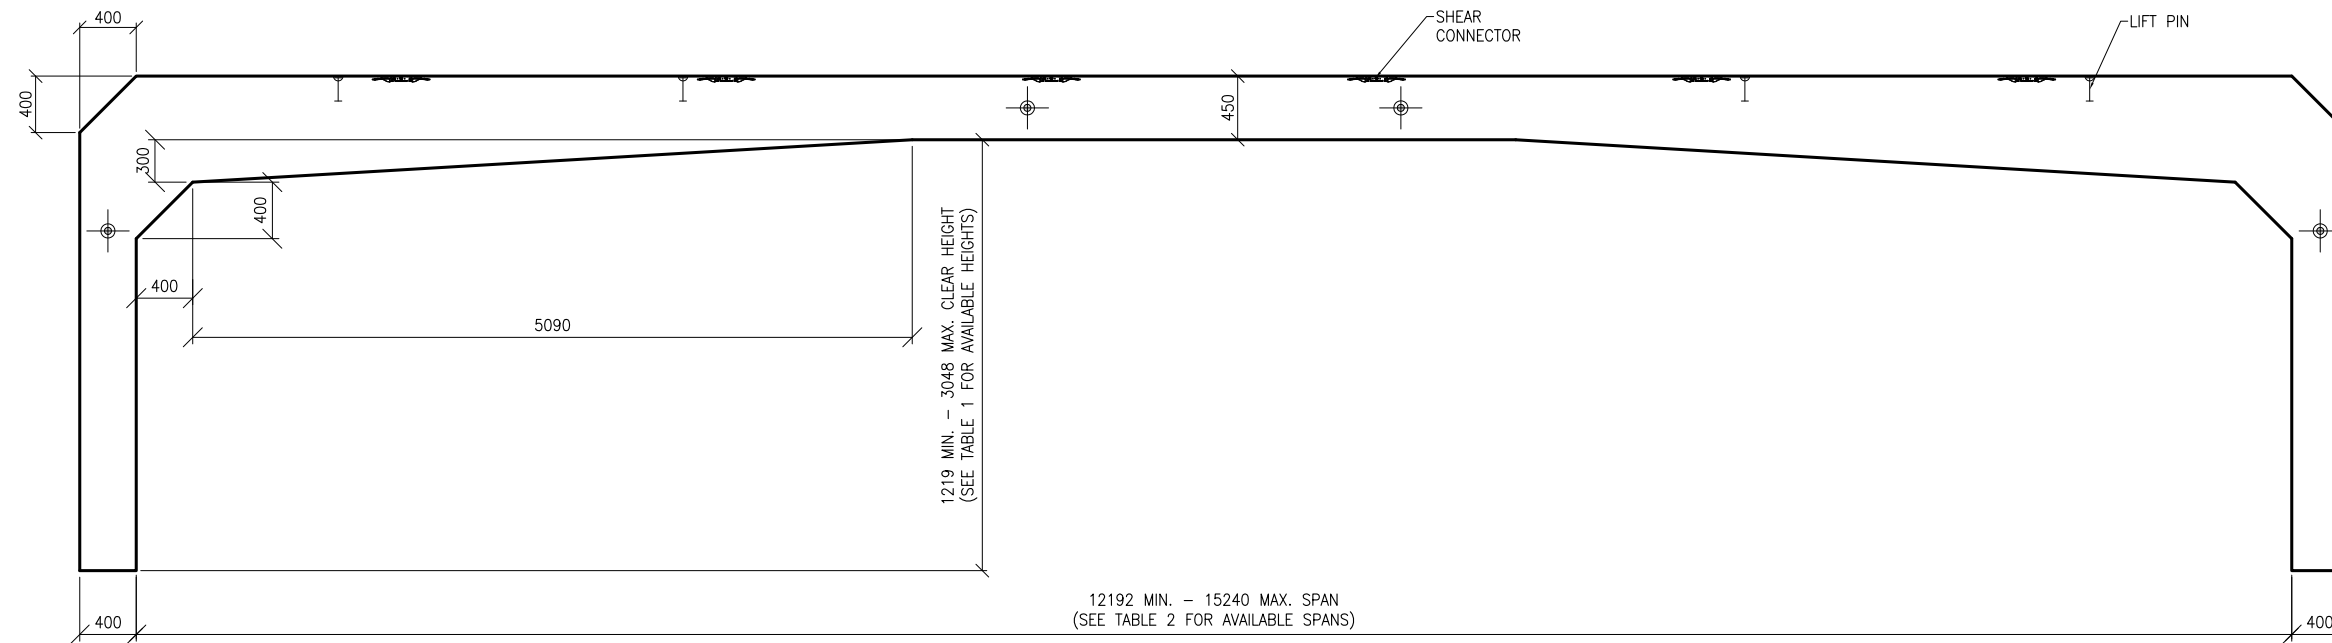 400
SHEAR
CONNECTOR
LIFT PIN
400
450
300
400
1219 MIN. - 3048 MAX. CLEAR HEIGHT
(SEE TABLE 1 FOR AVAILABLE HEIGHTS)
400
5090
12192 MIN. - 15240 MAX. SPAN
(SEE TABLE 2 FOR AVAILABLE SPANS)
400
400